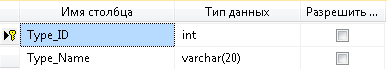 Имя столбца Тип данных Разрешить ...
Type_ID int
Type_Name varchar(20)